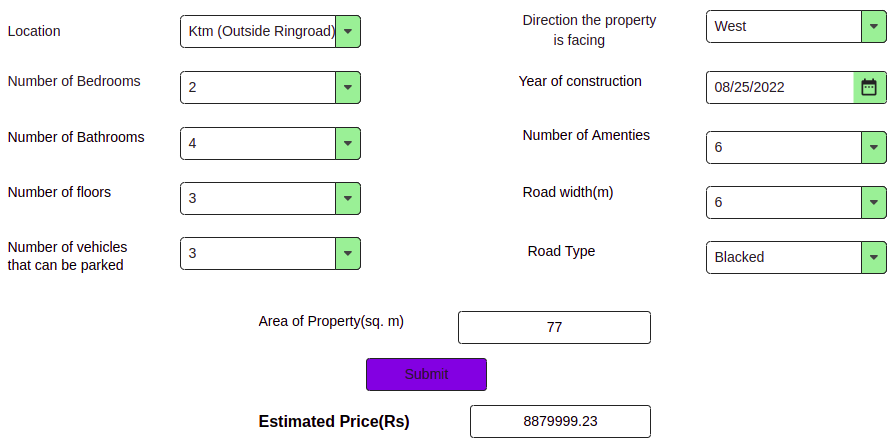 Location
Ktm (Outside Ringroad)
Direction the property
is facing
West
Number of Bedrooms
2
Year of construction
08/25/2022
Number of Bathrooms
4
Number of Amenties
6
Number of floors
3
Road width(m)
6
Number of vehicles
that can be parked
3
Road Type
Blacked
Area of Property(sq. m)
77
Submit
Estimated Price(Rs)
8879999.23